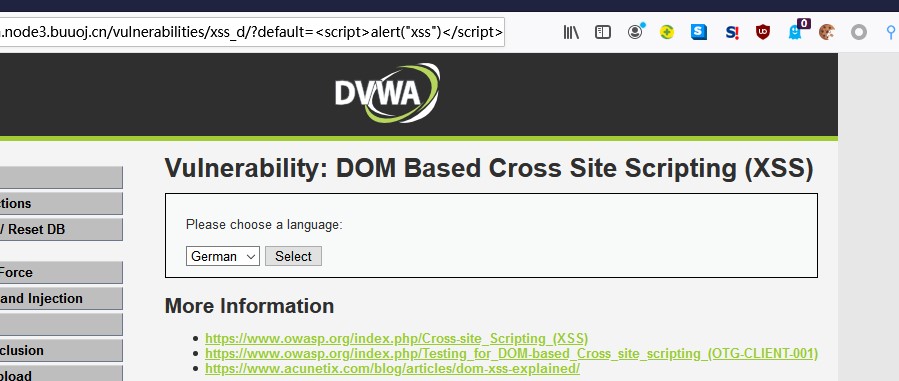 .node3.buuoj.cn/vulnerabilities/xss_d/?default=<script>alert("xss")</script>
S
S!
UD
0
DVWA
Vulnerability: DOM Based Cross Site Scripting (XSS)
ctions
/ Reset DB
Force
and Injection
clusion
pload
Please choose a language:
German Select
More Information
https://www.owasp.org/index.php/Cross-site_Scripting_(XSS)
https://www.owasp.org/index.php/Testing_for_DOM-based_Cross_site_scripting_(OTG-CLIENT-001)
https://www.acunetix.com/blog/articles/dom-xss-explained/